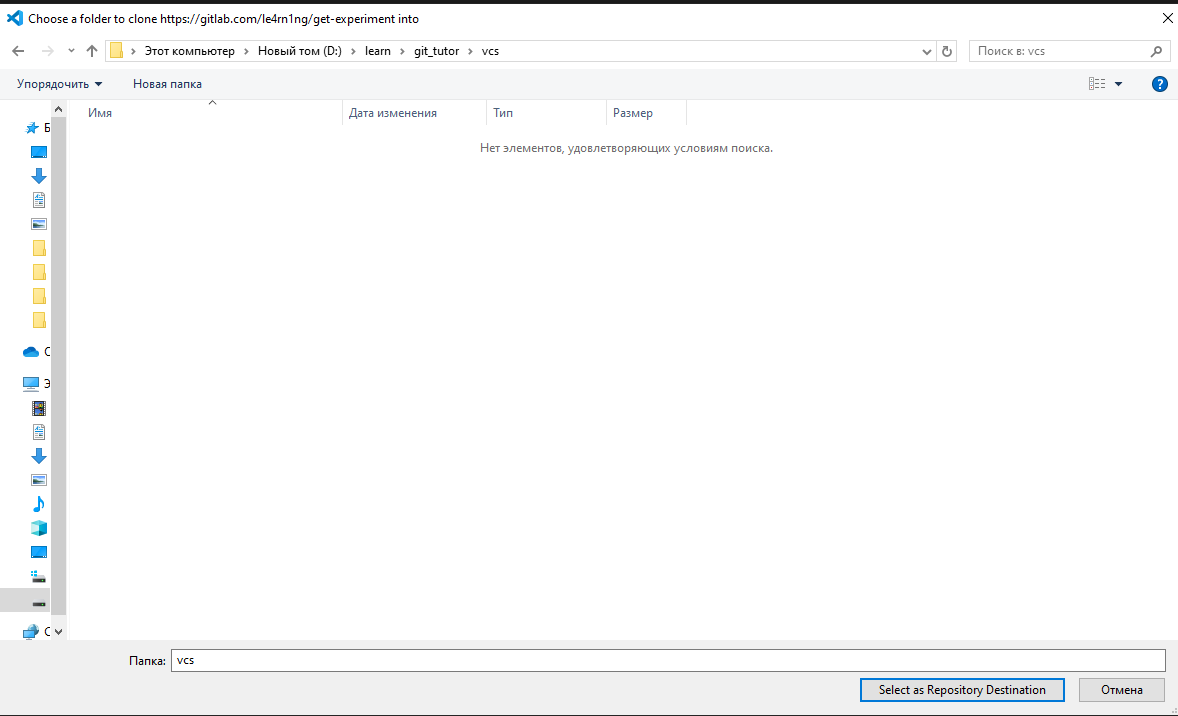 Choose a folder to clone https://gitlab.com/le4rn1ng/get-experiment into
Этот компьютер › Новый том (D:) › learn › git_tutor › vcs
Поиск в: vcs
Упорядочить Новая папка
Имя Дата изменения Тип Размер
Нет элементов, удовлетворяющих условиям поиска.
Папка: vcs
Select as Repository Destination Отмена